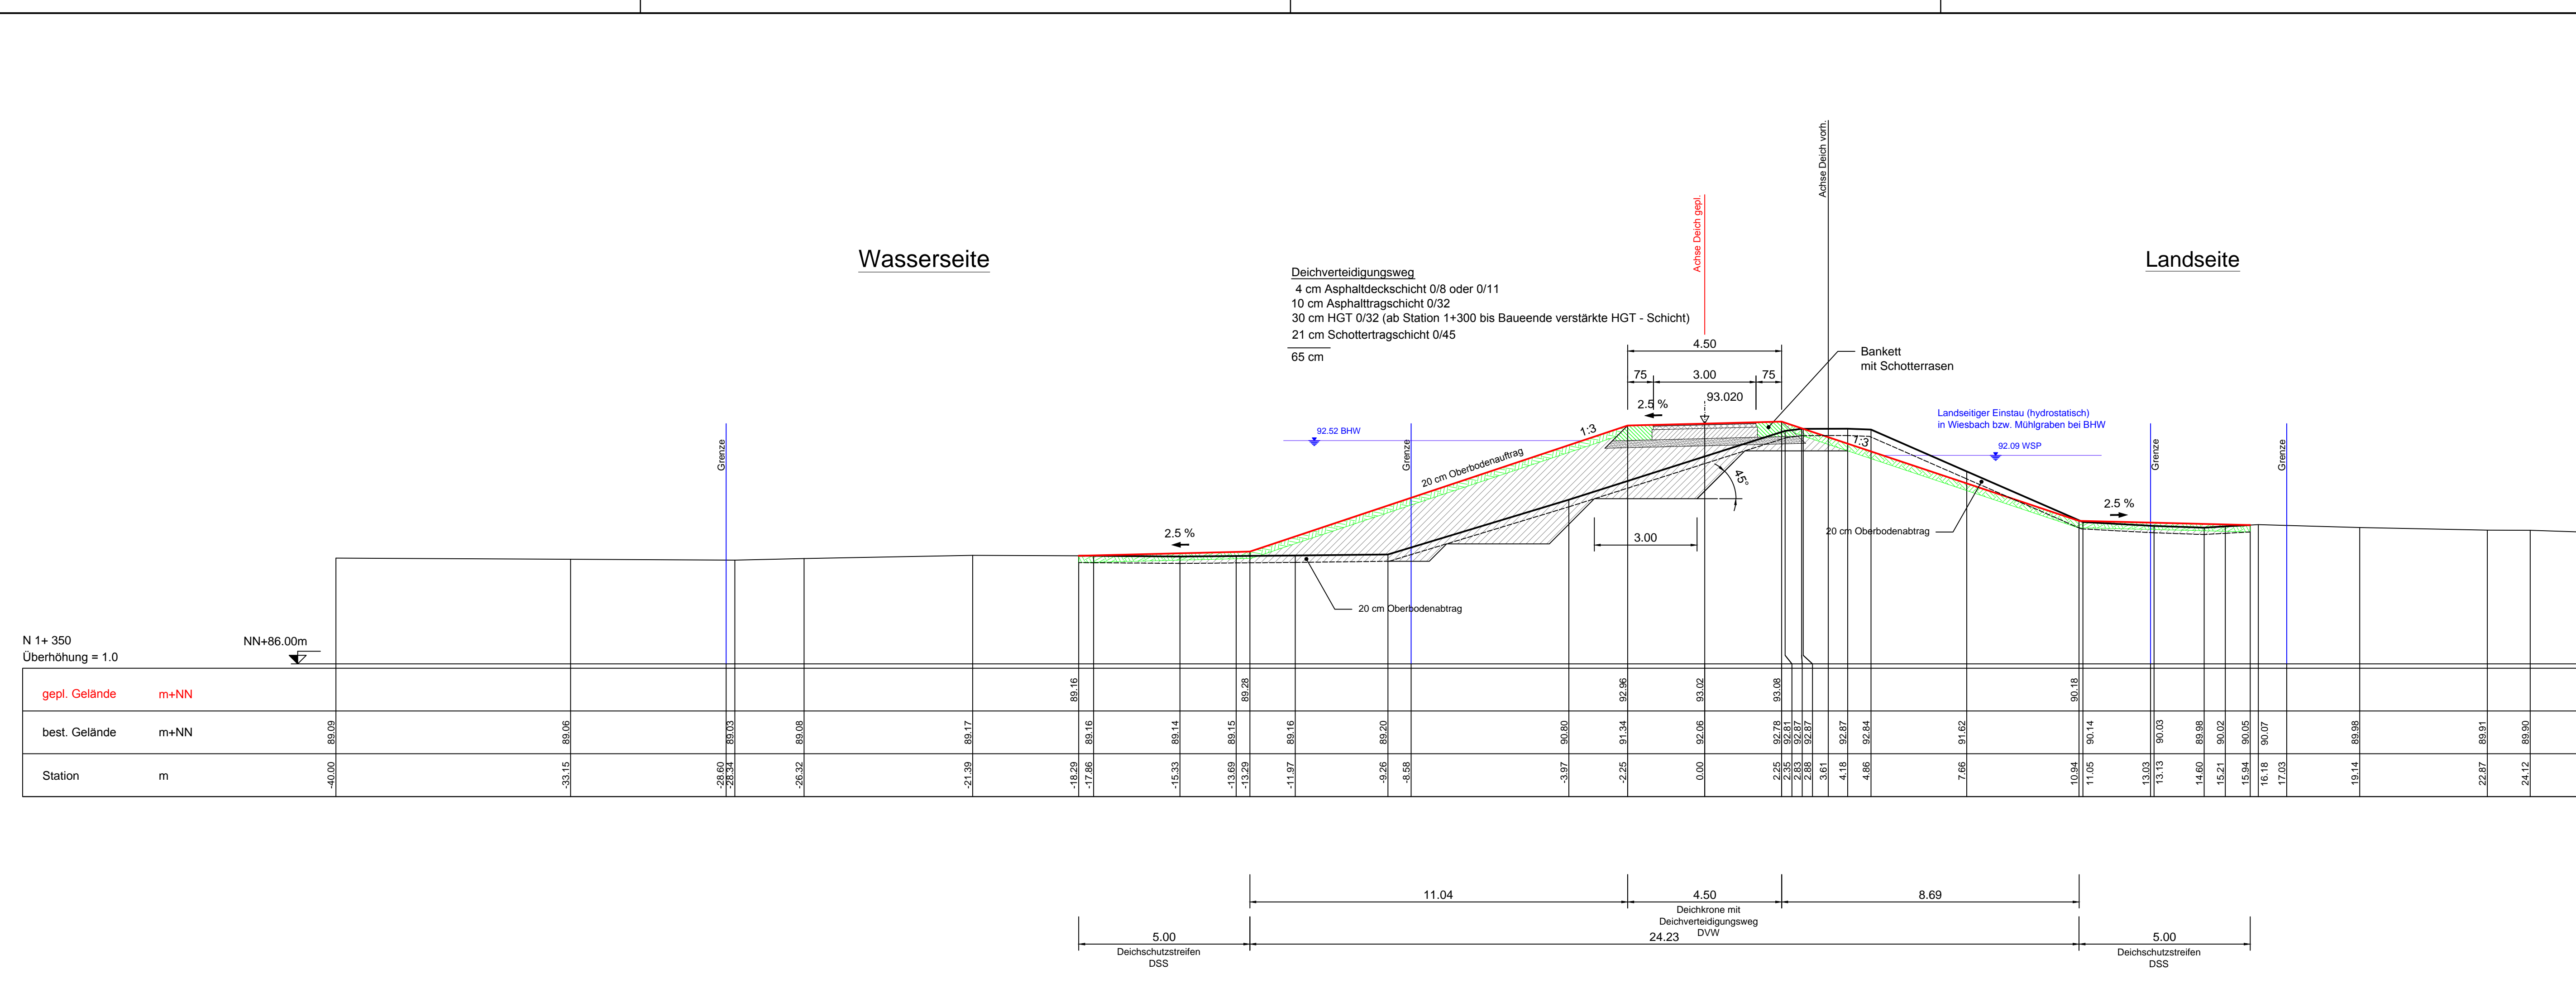 Achse Deich vorh.
Achse Deich gepl.
Wasserseite
Landseite
Deichverteidigungsweg
4 cm Asphaltdeckschicht 0/8 oder 0/11
10 cm Asphalttragschicht 0/32
30 cm HGT 0/32 (ab Station 1+300 bis Baueende verstärkte HGT - Schicht)
21 cm Schottertragschicht 0/45
65 cm
4.50
75 3.00 75
Bankett
mit Schotterrasen
93.020
2.5 %
1:3
92.52 BHW
Landseitiger Einstau (hydrostatisch)
in Wiesbach bzw. Mühlgraben bei BHW
92.09 WSP
1:3
Grenze
Grenze
Grenze
Grenze
20 cm Oberbodenauftrag
45°
2.5 %
2.5 %
3.00
20 cm Oberbodenabtrag
20 cm Oberbodenabtrag
N 1+ 350
Überhöhung = 1.0
NN+86.00m
gepl. Gelände m+NN 89.16 89.28 92.96 93.02 93.08 90.18
best. Gelände m+NN 89.09 89.06 89.03 89.08 89.17 89.16 89.14 89.15 89.16 89.20 90.80 91.34 92.06 92.78 92.81 92.87 92.87 92.87 92.84 91.62 90.14 90.03 89.98 90.02 90.05 90.07 89.98 89.91 89.90
Station m -40.00 -33.15 -28.60 -28.34 -26.32 -21.39 -18.29 -17.86 -15.33 -13.69 -13.29 -11.97 -9.26 -8.58 -3.97 -2.25 0.00 2.25 2.35 2.83 2.88 3.61 4.18 4.86 7.66 10.94 11.05 13.03 13.13 14.60 15.21 15.94 16.18 17.03 19.14 22.87 24.12
11.04 4.50 8.69
Deichkrone mit
Deichverteidigungsweg
DVW
5.00 24.23 5.00
Deichschutzstreifen
DSS
Deichschutzstreifen
DSS